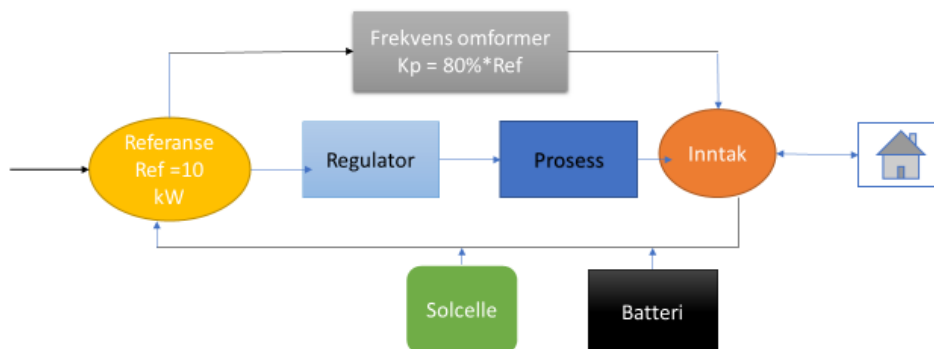 Frekvens omformer
Kp = 80%*Ref
Referanse
Ref =10
kW
Regulator
Prosess
Inntak
Solcelle
Batteri